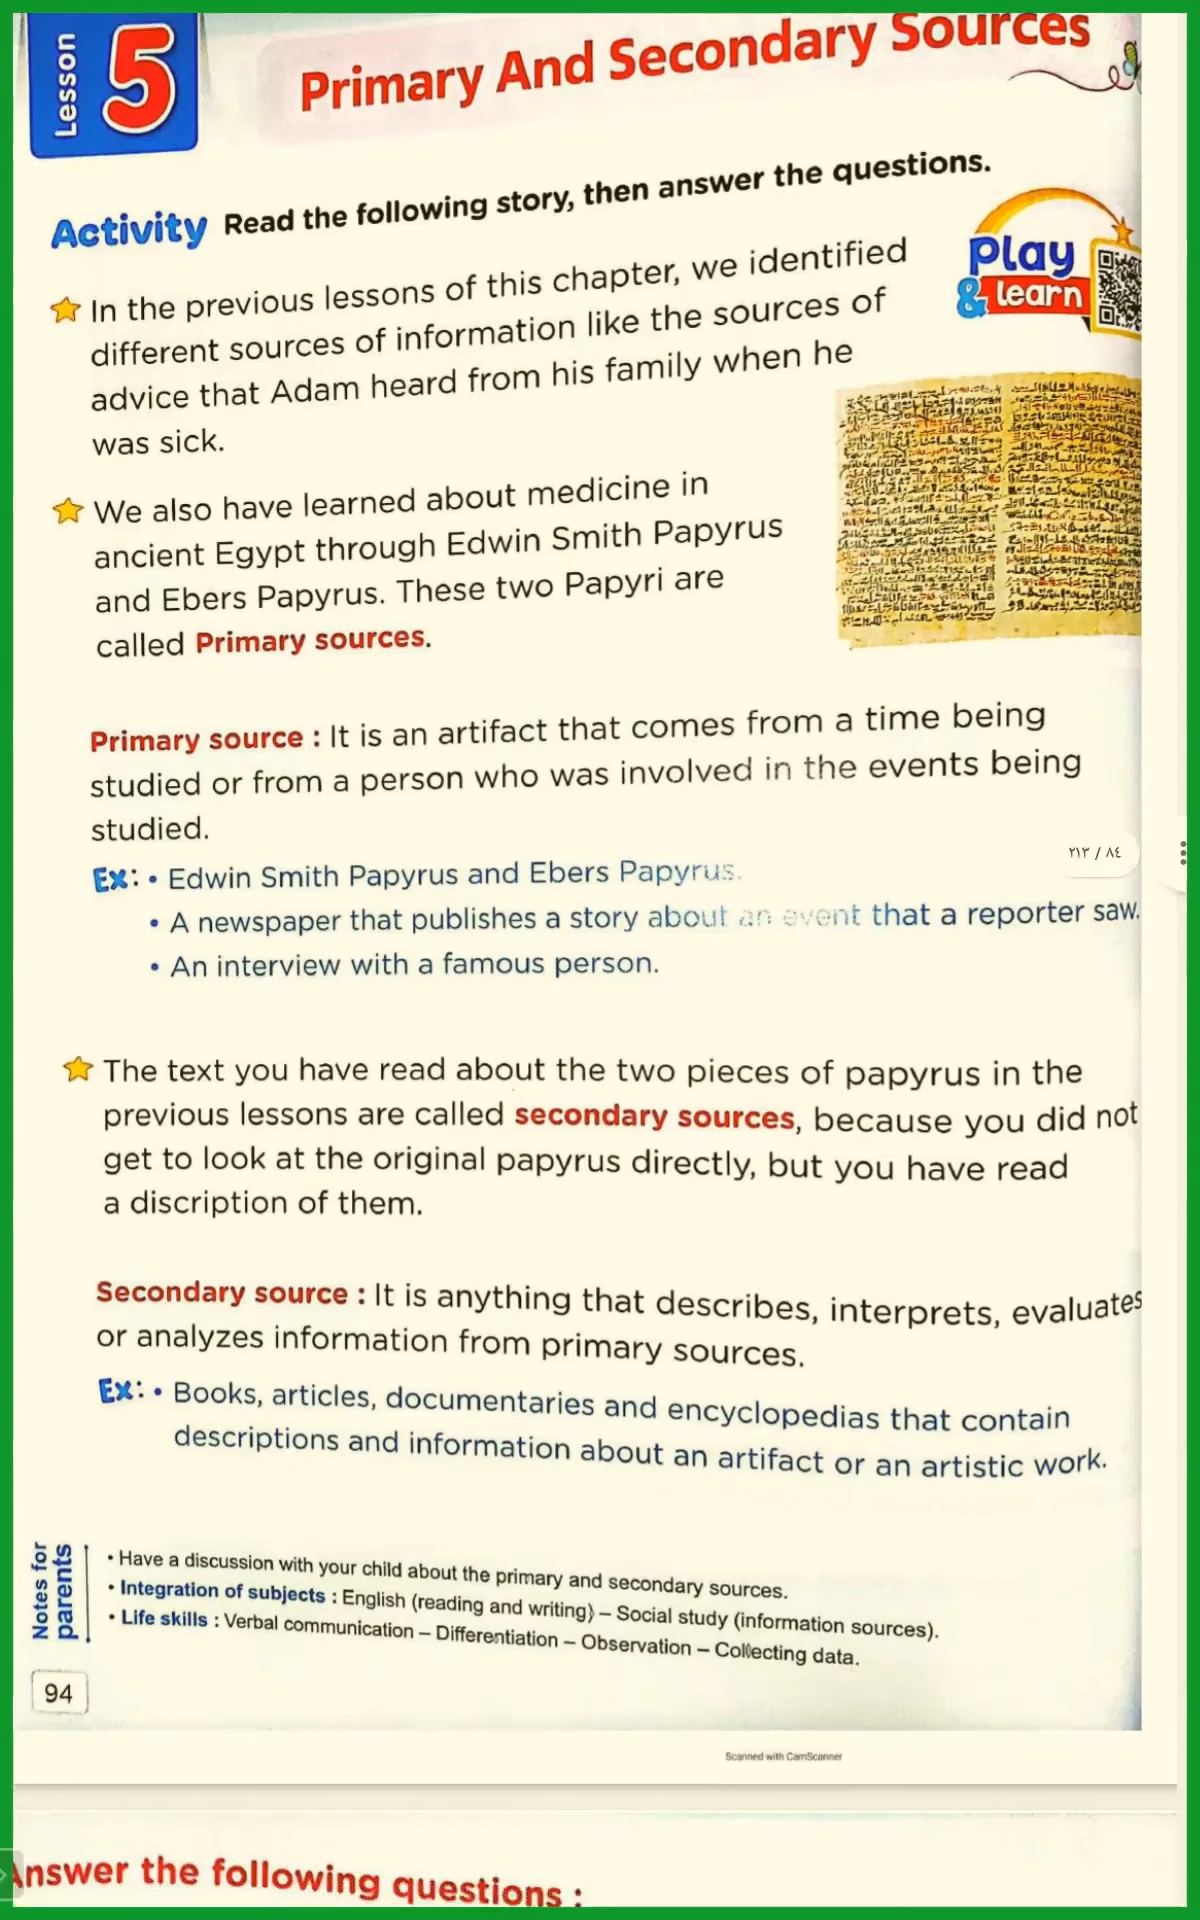 Lesson 5
Primary And Secondary Sources
Activity Read the following story, then answer the questions.
Play & learn
In the previous lessons of this chapter, we identified
different sources of information like the sources of
advice that Adam heard from his family when he
was sick.
We also have learned about medicine in
ancient Egypt through Edwin Smith Papyrus
and Ebers Papyrus. These two Papyri are
called Primary sources.
Primary source : It is an artifact that comes from a time being
studied or from a person who was involved in the events being
studied.
٢١٣ / ٨٤
Ex: • Edwin Smith Papyrus and Ebers Papyrus.
• A newspaper that publishes a story about an event that a reporter saw.
• An interview with a famous person.
The text you have read about the two pieces of papyrus in the
previous lessons are called secondary sources, because you did not
get to look at the original papyrus directly, but you have read
a discription of them.
Secondary source : It is anything that describes, interprets, evaluates
or analyzes information from primary sources.
Ex: • Books, articles, documentaries and encyclopedias that contain
descriptions and information about an artifact or an artistic work.
Notes for parents
• Have a discussion with your child about the primary and secondary sources.
• Integration of subjects : English (reading and writing) – Social study (information sources).
• Life skills : Verbal communication – Differentiation – Observation – Collecting data.
94
Scanned with CamScanner
Answer the following questions :